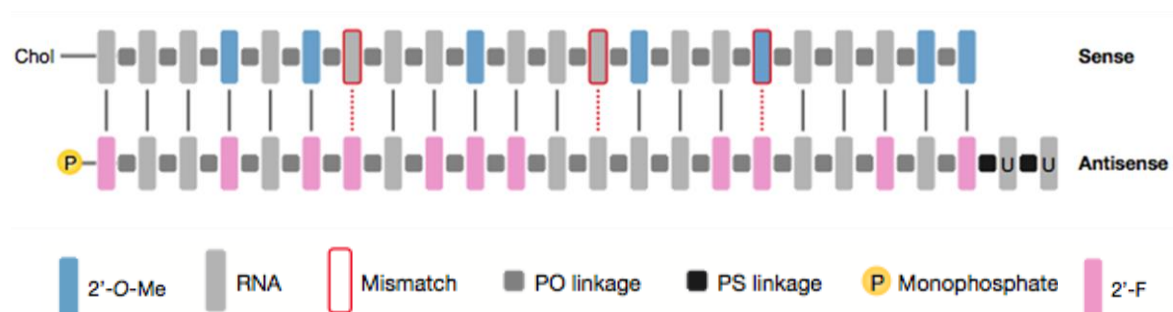 Chol Sense
P U U Antisense
2'-O-Me RNA Mismatch PO linkage PS linkage P Monophosphate 2'-F